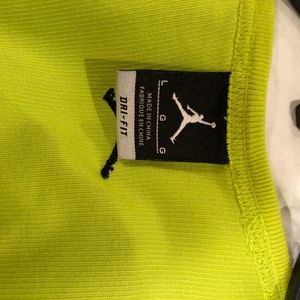 L
G
G
MADE IN CHINA
FABRIQUE EN CHINE
DRI-FIT